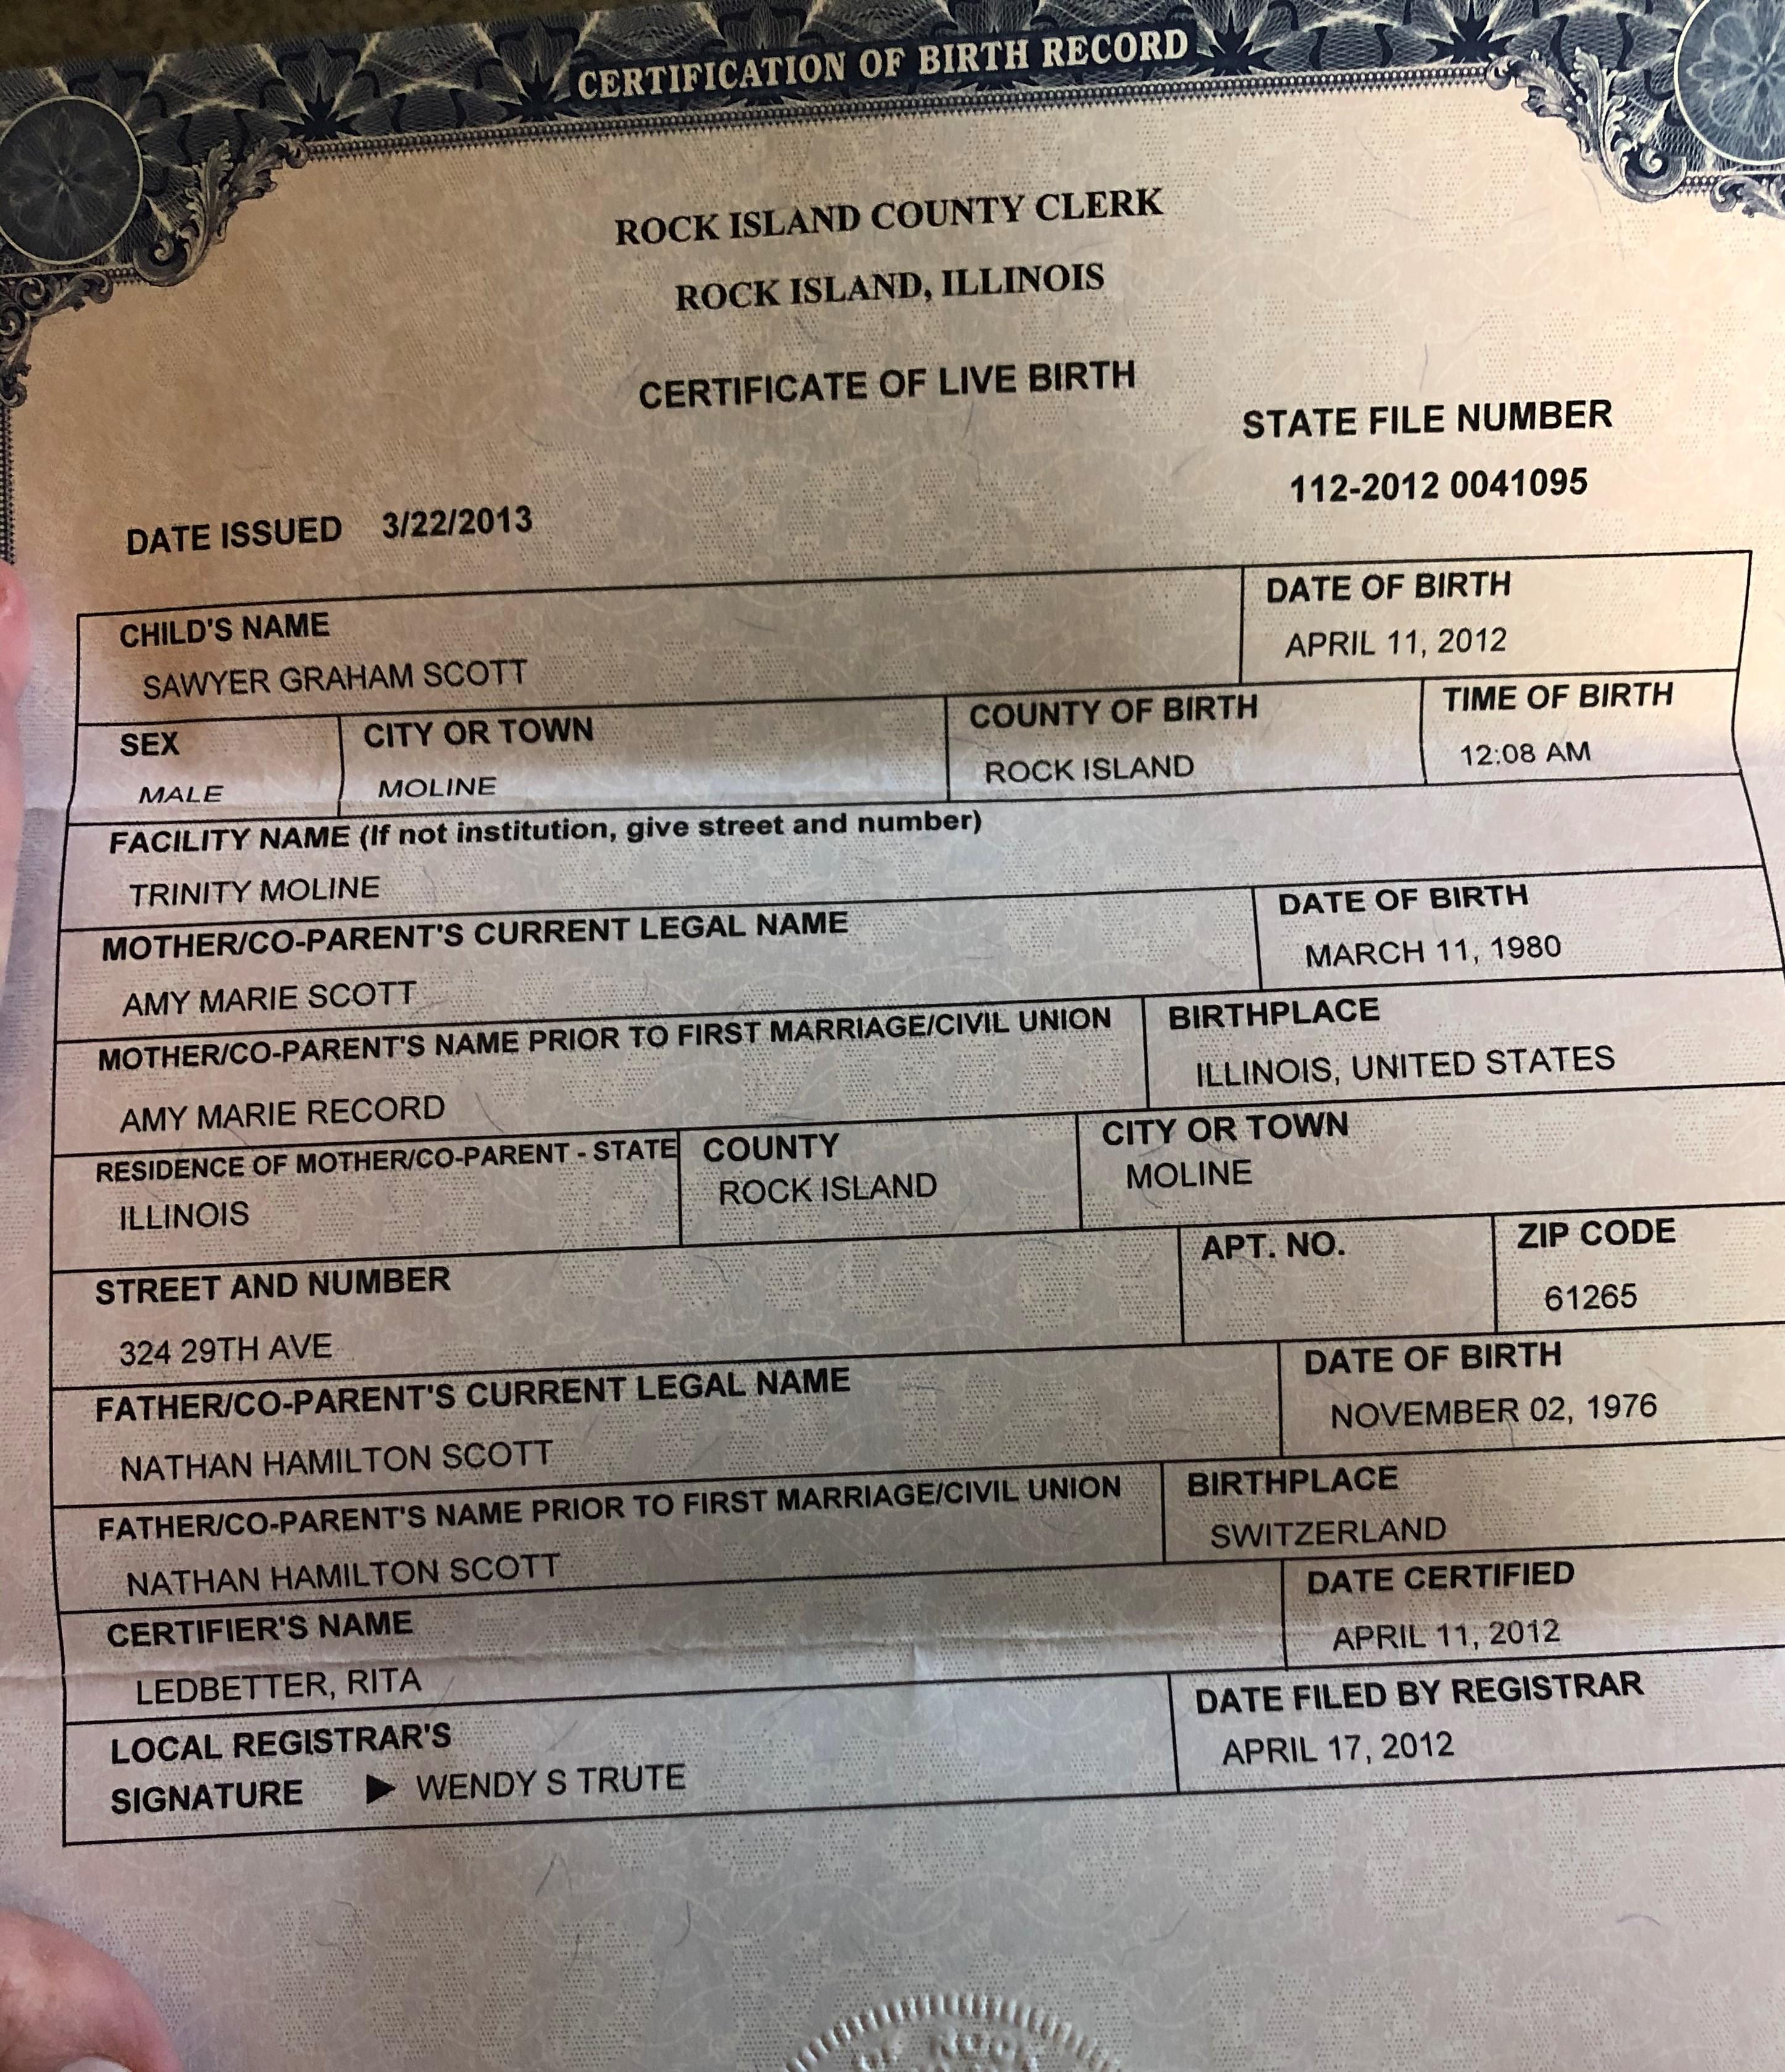 CERTIFICATION OF BIRTH RECORD
ROCK ISLAND COUNTY CLERK
ROCK ISLAND, ILLINOIS
CERTIFICATE OF LIVE BIRTH
STATE FILE NUMBER
112-2012 0041095
DATE ISSUED 3/22/2013
CHILD'S NAME
SAWYER GRAHAM SCOTT
DATE OF BIRTH
APRIL 11, 2012
SEX
MALE
CITY OR TOWN
MOLINE
COUNTY OF BIRTH
ROCK ISLAND
TIME OF BIRTH
12:08 AM
FACILITY NAME (If not institution, give street and number)
TRINITY MOLINE
MOTHER/CO-PARENT'S CURRENT LEGAL NAME
AMY MARIE SCOTT
DATE OF BIRTH
MARCH 11, 1980
MOTHER/CO-PARENT'S NAME PRIOR TO FIRST MARRIAGE/CIVIL UNION
AMY MARIE RECORD
BIRTHPLACE
ILLINOIS, UNITED STATES
RESIDENCE OF MOTHER/CO-PARENT - STATE
ILLINOIS
COUNTY
ROCK ISLAND
CITY OR TOWN
MOLINE
STREET AND NUMBER
324 29TH AVE
APT. NO.
ZIP CODE
61265
FATHER/CO-PARENT'S CURRENT LEGAL NAME
NATHAN HAMILTON SCOTT
DATE OF BIRTH
NOVEMBER 02, 1976
FATHER/CO-PARENT'S NAME PRIOR TO FIRST MARRIAGE/CIVIL UNION
NATHAN HAMILTON SCOTT
BIRTHPLACE
SWITZERLAND
CERTIFIER'S NAME
LEDBETTER, RITA
DATE CERTIFIED
APRIL 11, 2012
LOCAL REGISTRAR'S
SIGNATURE ▶ WENDY S TRUTE
DATE FILED BY REGISTRAR
APRIL 17, 2012
OF ROCK